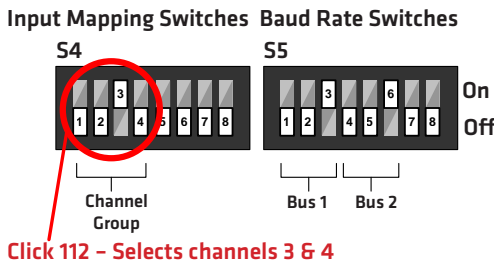 Input Mapping Switches Baud Rate Switches
S4 S5
3 3 6 On
1 2 4 5 6 7 8 1 2 4 5 7 8 Off
Channel Group Bus 1 Bus 2
Click 112 – Selects channels 3 & 4